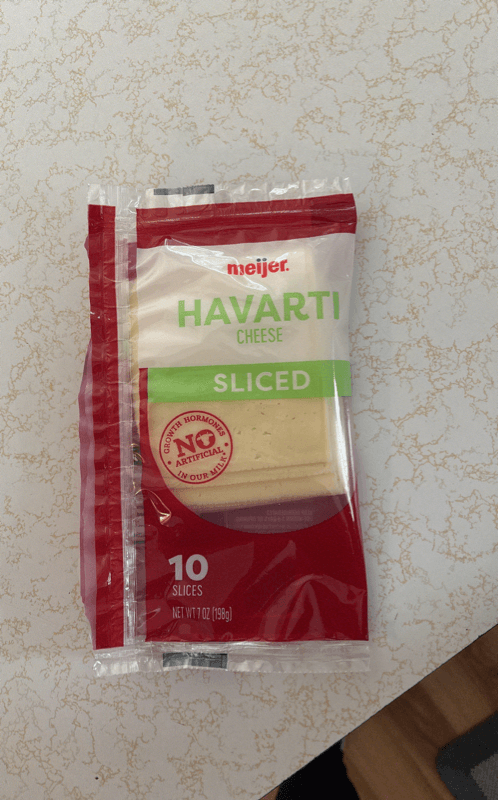 meijer.
HAVARTI
CHEESE
SLICED
GROWTH HORMONES
NO
ARTIFICIAL
IN OUR MILK
10
SLICES
NET WT 7 OZ (198g)